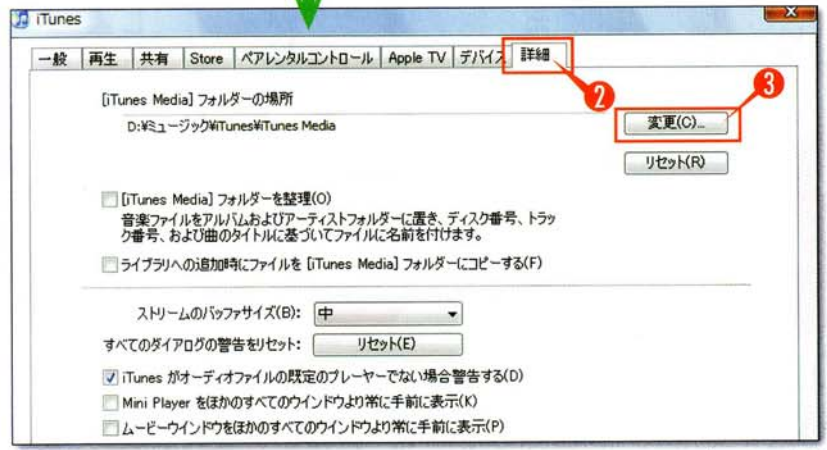 iTunes
一般 再生 共有 Store ペアレンタルコントロール Apple TV デバイス 詳細
2
3
[iTunes Media] フォルダーの場所
D:¥ミュージック¥iTunes¥iTunes Media
変更(C)...
リセット(R)
[iTunes Media] フォルダーを整理(O)
音楽ファイルをアルバムおよびアーティストフォルダーに置き、ディスク番号、トラッ
ク番号、および曲のタイトルに基づいてファイルに名前を付けます。
ライブラリへの追加時にファイルを [iTunes Media] フォルダーにコピーする(F)
ストリームのバッファサイズ(B): 中
すべてのダイアログの警告をリセット: リセット(E)
iTunes がオーディオファイルの既定のプレーヤーでない場合警告する(D)
Mini Player をほかのすべてのウインドウより常に手前に表示(K)
ムービーウインドウをほかのすべてのウインドウより常に手前に表示(P)